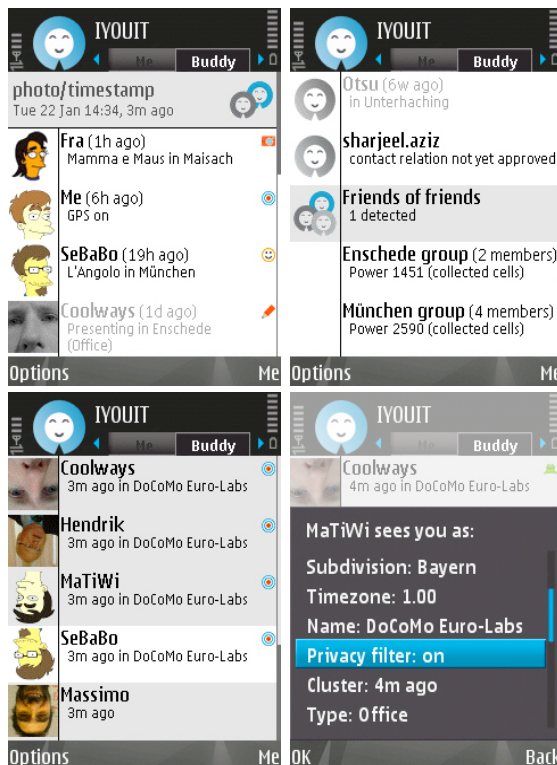 IYOUIT
Me
Buddy
photo/timestamp
Tue 22 Jan 14:34, 3m ago
Fra (1h ago)
Mamma e Maus in Maisach
Me (6h ago)
GPS on
SeBaBo (19h ago)
L'Angolo in München
Coolways (1d ago)
Presenting in Enschede
(Office)
Options
Me
IYOUIT
Me
Buddy
Otsu (6w ago)
in Unterhaching
sharjeel.aziz
contact relation not yet approved
Friends of friends
1 detected
Enschede group (2 members)
Power 1451 (collected cells)
München group (4 members)
Power 2590 (collected cells)
Options
Me
IYOUIT
Me
Buddy
Coolways
3m ago in DoCoMo Euro-Labs
Hendrik
3m ago in DoCoMo Euro-Labs
MaTiWi
3m ago in DoCoMo Euro-Labs
SeBaBo
3m ago in DoCoMo Euro-Labs
Massimo
3m ago
Options
Me
IYOUIT
Me
Buddy
Coolways
4m ago in DoCoMo Euro-Labs
MaTiWi sees you as:
Subdivision: Bayern
Timezone: 1.00
Name: DoCoMo Euro-Labs
Privacy filter: on
Cluster: 4m ago
Type: Office
OK
Back